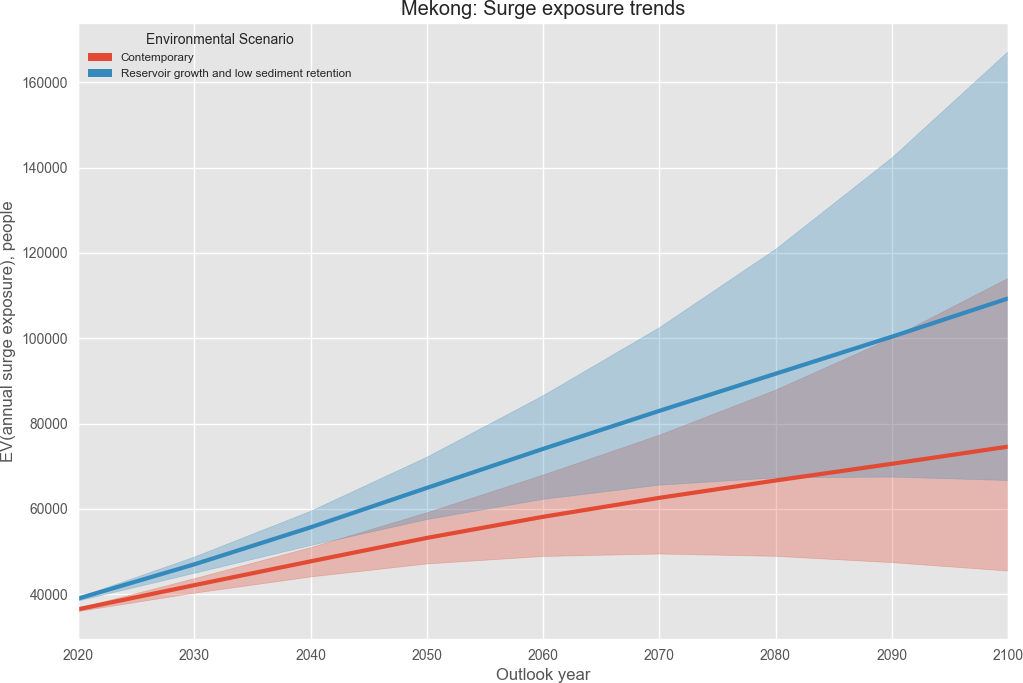 Mekong: Surge exposure trends
Environmental Scenario
Contemporary
Reservoir growth and low sediment retention
EV(annual surge exposure), people
160000
140000
120000
100000
80000
60000
40000
2020 2030 2040 2050 2060 2070 2080 2090 2100
Outlook year